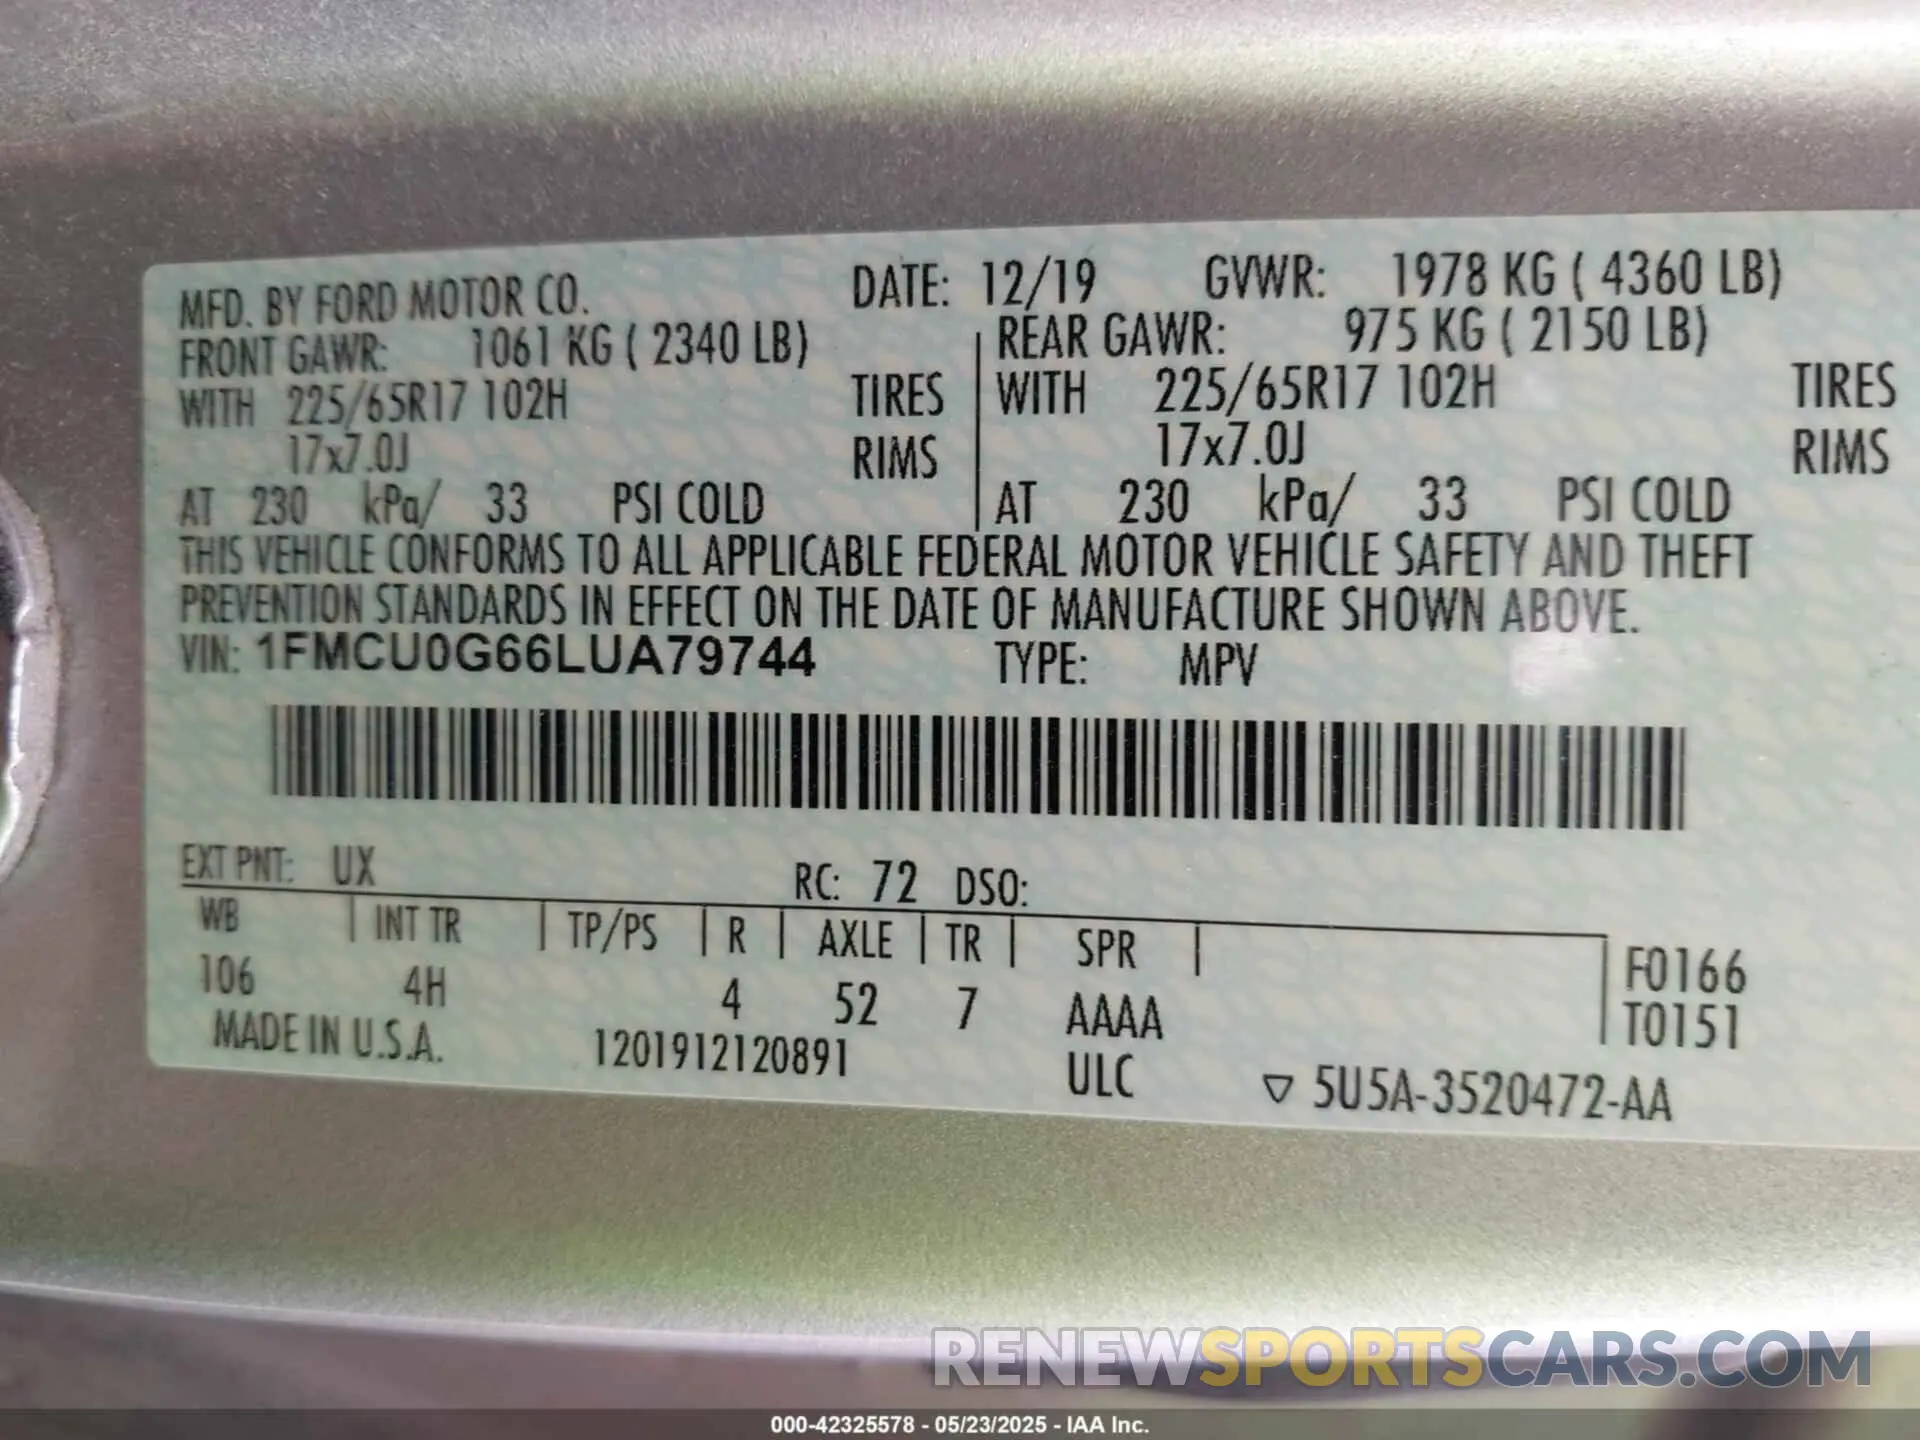 MFD. BY FORD MOTOR CO. DATE: 12/19 GVWR: 1978 KG ( 4360 LB)
FRONT GAWR: 1061 KG ( 2340 LB) REAR GAWR: 975 KG ( 2150 LB)
WITH 225/65R17 102H TIRES WITH 225/65R17 102H TIRES
17x7.0J RIMS 17x7.0J RIMS
AT 230 kPa/ 33 PSI COLD AT 230 kPa/ 33 PSI COLD
THIS VEHICLE CONFORMS TO ALL APPLICABLE FEDERAL MOTOR VEHICLE SAFETY AND THEFT
PREVENTION STANDARDS IN EFFECT ON THE DATE OF MANUFACTURE SHOWN ABOVE.
VIN: 1FMCU0G66LUA79744 TYPE: MPV
EXT PNT: UX RC: 72 DSO:
WB | INT TR | TP/PS | R | AXLE | TR | SPR | F0166
106 4H 4 52 7 AAAA T0151
MADE IN U.S.A. 1201912120891 ULC ▽ 5U5A-3520472-AA
RENEWSPORTSCARS.COM
000-42325578 - 05/23/2025 - IAA Inc.